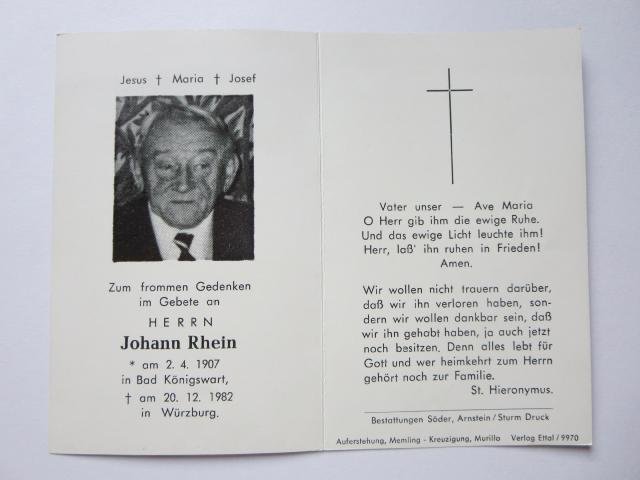 Jesus † Maria † Josef
Zum frommen Gedenken
im Gebete an
HERRN
Johann Rhein
* am 2. 4. 1907
in Bad Königswart,
† am 20. 12. 1982
in Würzburg.
Vater unser — Ave Maria
O Herr gib ihm die ewige Ruhe.
Und das ewige Licht leuchte ihm!
Herr, laß' ihn ruhen in Frieden!
Amen.
Wir wollen nicht trauern darüber,
daß wir ihn verloren haben, son-
dern wir wollen dankbar sein, daß
wir ihn gehabt haben, ja auch jetzt
noch besitzen. Denn alles lebt für
Gott und wer heimkehrt zum Herrn
gehört noch zur Familie.
St. Hieronymus.
Bestattungen Söder, Arnstein/Sturm Druck
Auferstehung, Memling - Kreuzigung, Murillo Verlag Ettal/9970